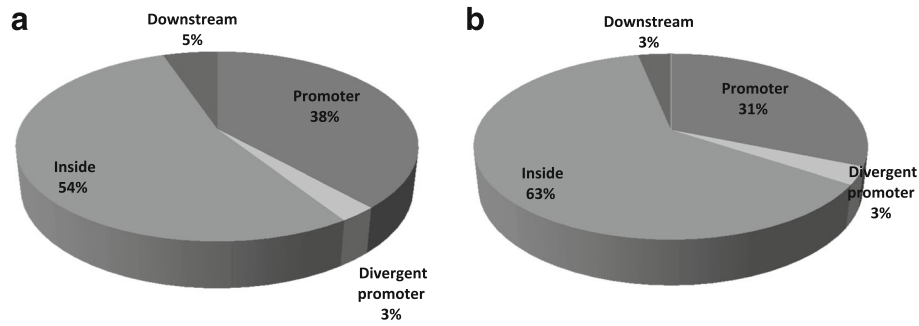 a
Downstream
5%
Promoter
38%
Inside
54%
Divergent
promoter
3%
b
Downstream
3%
Promoter
31%
Divergent
promoter
3%
Inside
63%